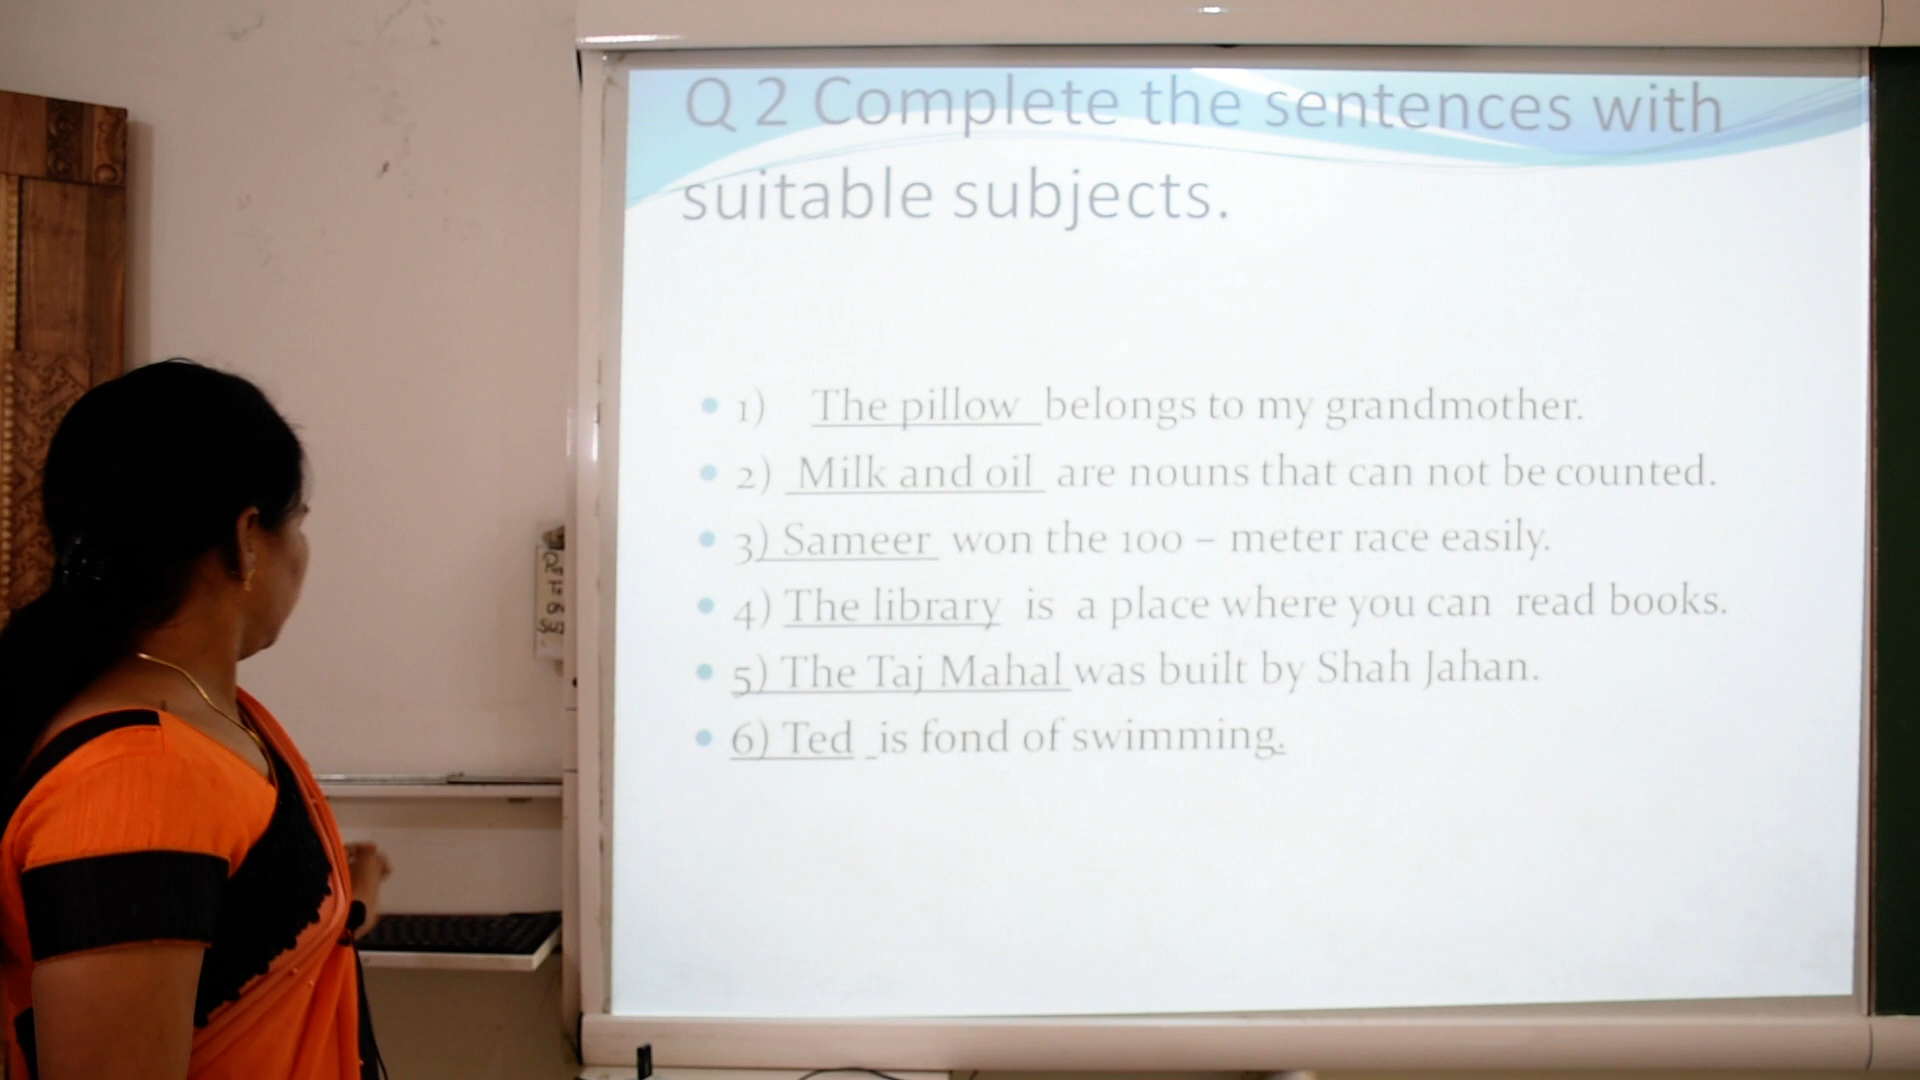 Q 2 Complete the sentences with
suitable subjects.
• 1) The pillow belongs to my grandmother.
• 2) Milk and oil are nouns that can not be counted.
• 3) Sameer won the 100 – meter race easily.
• 4) The library is a place where you can read books.
• 5) The Taj Mahal was built by Shah Jahan.
• 6) Ted _is fond of swimming.